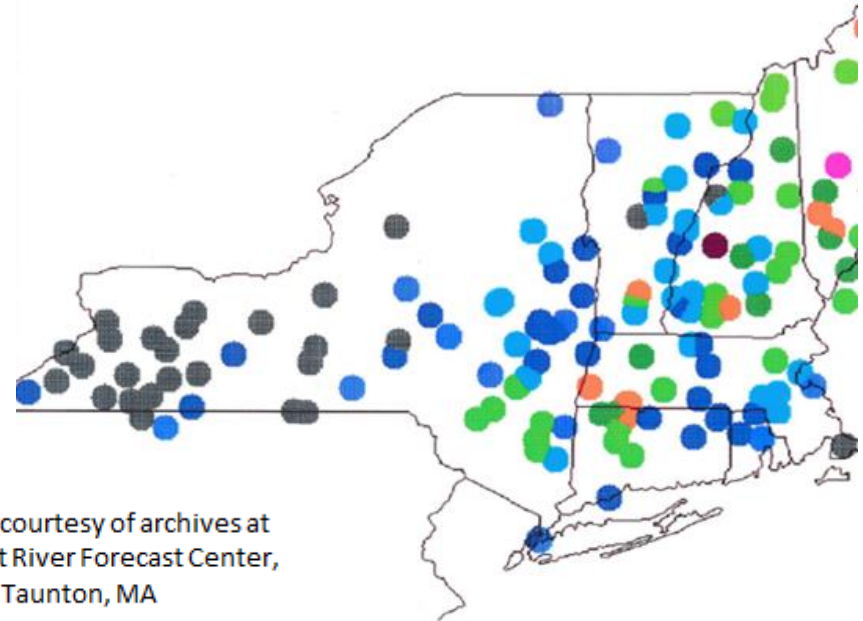 courtesy of archives at
t River Forecast Center,
Taunton, MA